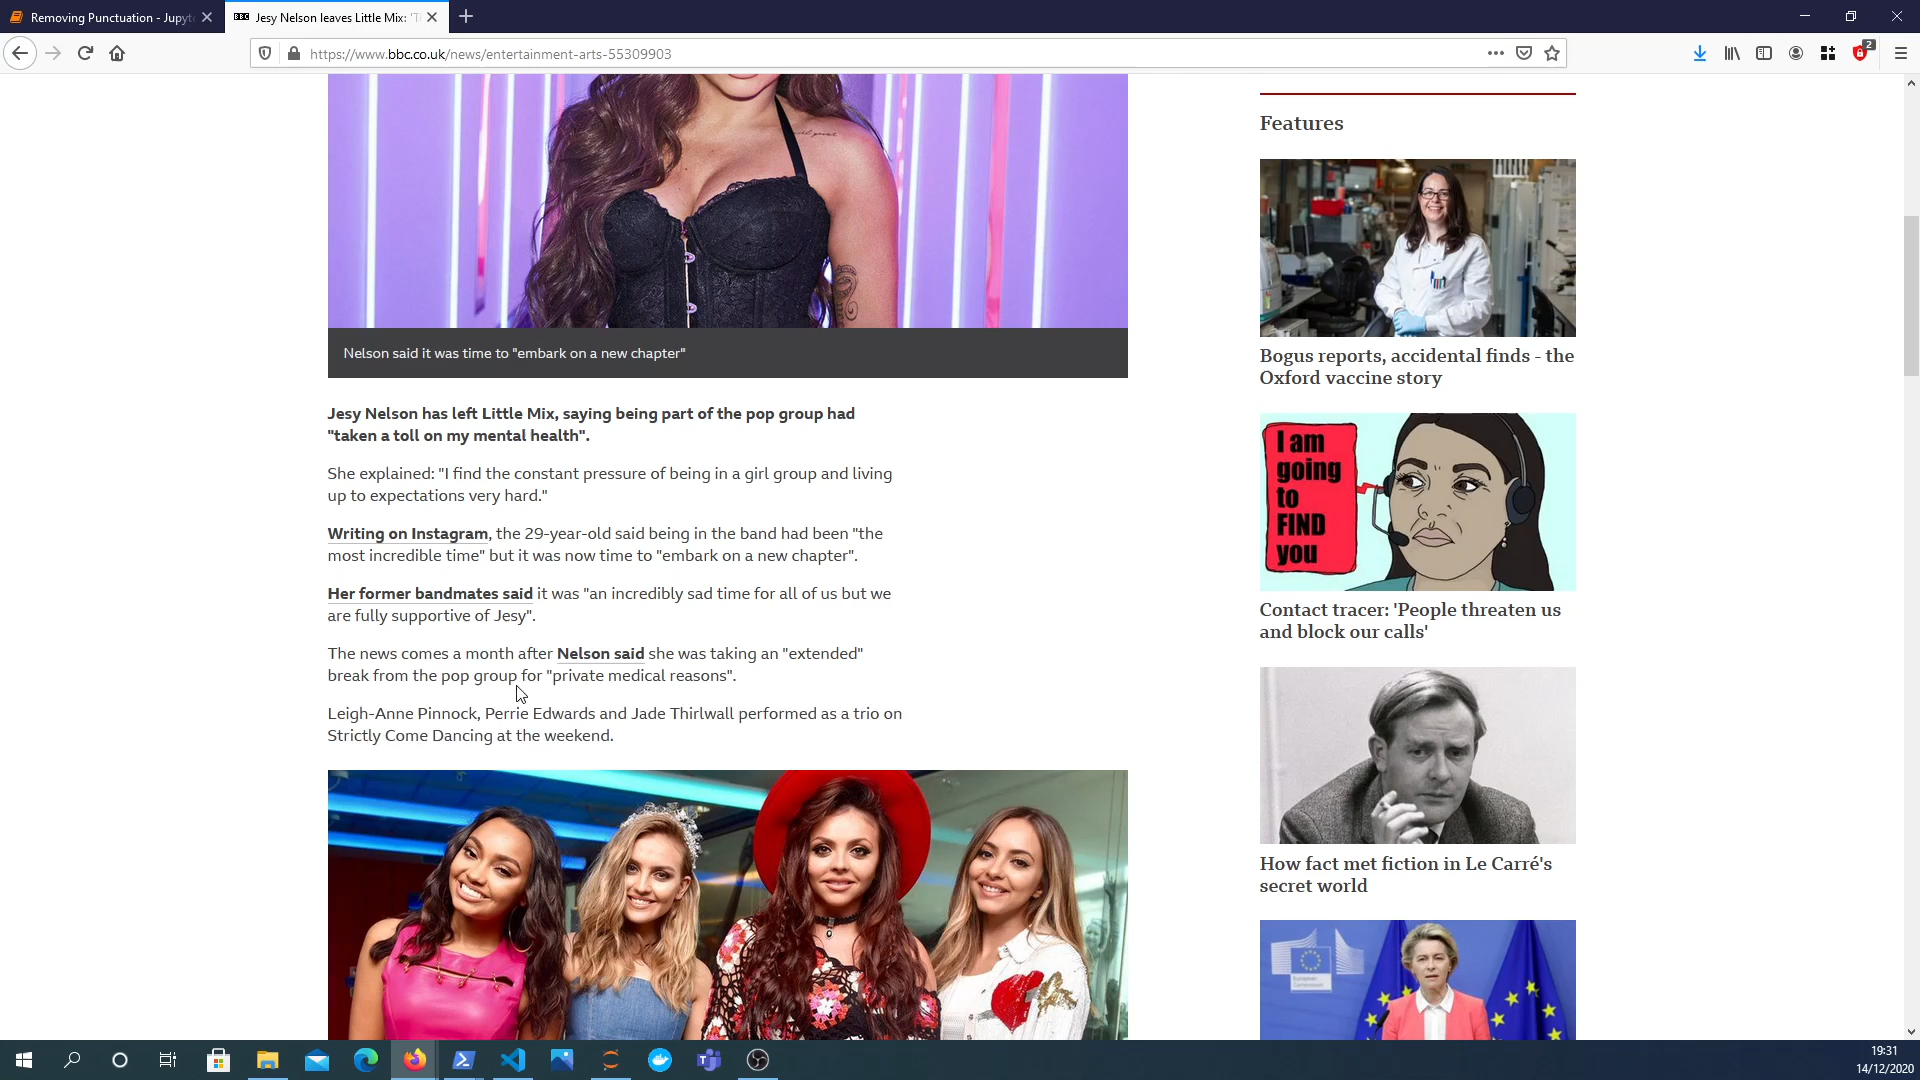 Removing Punctuation - Jupyt
BBC Jesy Nelson leaves Little Mix: 'T
https://www.bbc.co.uk/news/entertainment-arts-55309903
2
Nelson said it was time to "embark on a new chapter"
Jesy Nelson has left Little Mix, saying being part of the pop group had
"taken a toll on my mental health".
She explained: "I find the constant pressure of being in a girl group and living
up to expectations very hard."
Writing on Instagram, the 29-year-old said being in the band had been "the
most incredible time" but it was now time to "embark on a new chapter".
Her former bandmates said it was "an incredibly sad time for all of us but we
are fully supportive of Jesy".
The news comes a month after Nelson said she was taking an "extended"
break from the pop group for "private medical reasons".
Leigh-Anne Pinnock, Perrie Edwards and Jade Thirlwall performed as a trio on
Strictly Come Dancing at the weekend.
Features
Bogus reports, accidental finds - the
Oxford vaccine story
I am
going
to
FIND
you
Contact tracer: 'People threaten us
and block our calls'
How fact met fiction in Le Carré's
secret world
19:31
14/12/2020